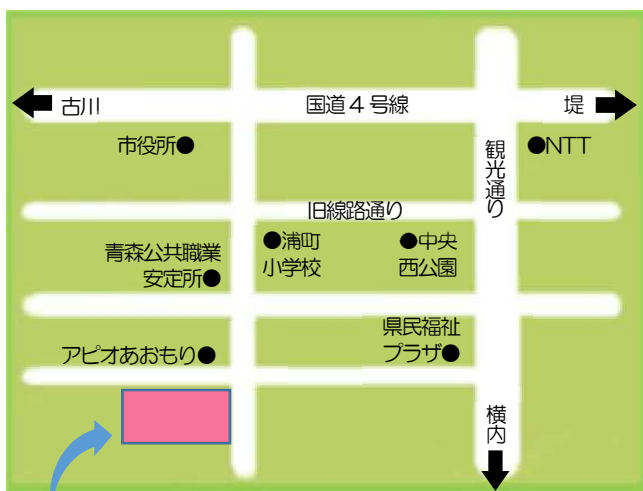 古川
国道4号線
堤
市役所●
観光通り
●NTT
旧線路通り
青森公共職業
安定所●
●浦町
小学校
●中央
西公園
県民福祉
プラザ●
アピオあおもり●
横内